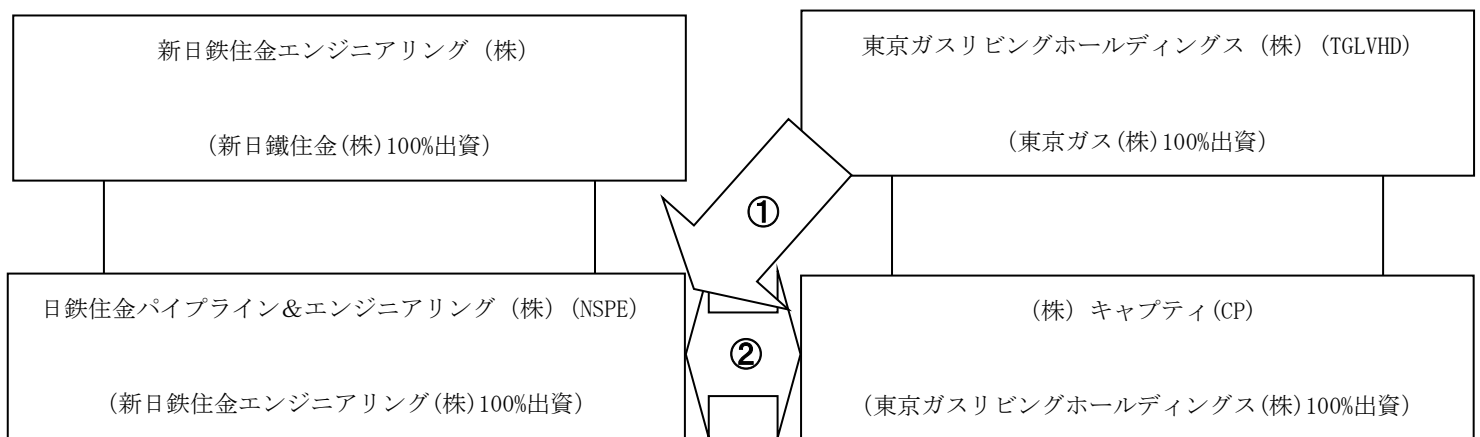 新日鉄住金エンジニアリング（株）
（新日鐵住金(株)100%出資）
東京ガスリビングホールディングス（株）(TGLVHD)
（東京ガス(株)100%出資）
①
日鉄住金パイプライン＆エンジニアリング（株）(NSPE)
（新日鉄住金エンジニアリング(株)100%出資）
②
（株）キャプティ(CP)
（東京ガスリビングホールディングス(株)100%出資）